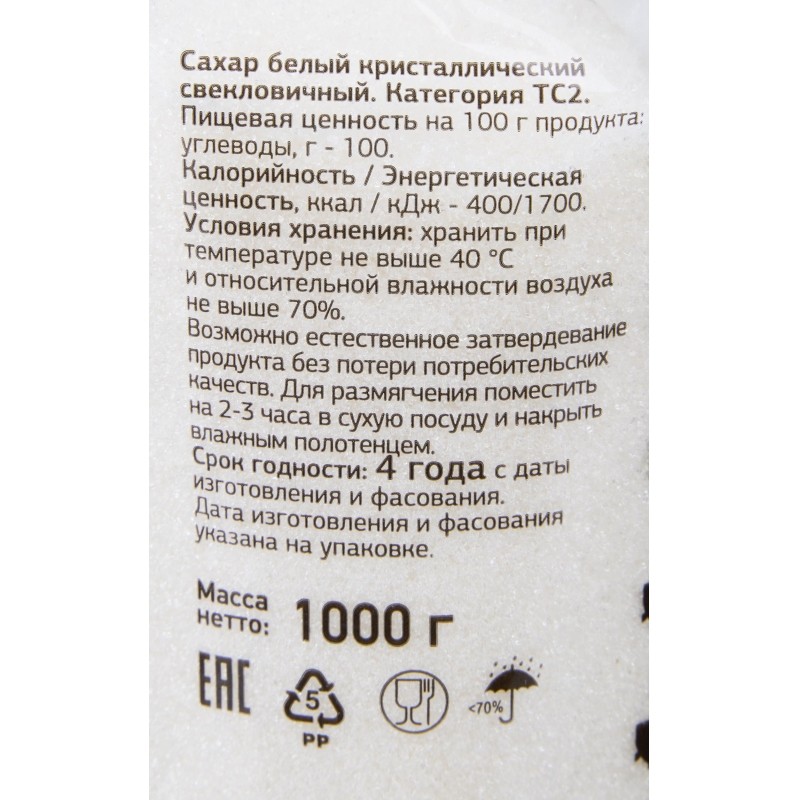 Сахар белый кристаллический
свекловичный. Категория ТС2.
Пищевая ценность на 100 г продукта:
углеводы, г - 100.
Калорийность / Энергетическая
ценность, ккал / кДж - 400/1700.
Условия хранения: хранить при
температуре не выше 40 °С
и относительной влажности воздуха
не выше 70%.
Возможно естественное затвердевание
продукта без потери потребительских
качеств. Для размягчения поместить
на 2-3 часа в сухую посуду и накрыть
влажным полотенцем.
Срок годности: 4 года с даты
изготовления и фасования.
Дата изготовления и фасования
указана на упаковке.
Масса
нетто: 1000 г
ЕАС
5
PP
<70%